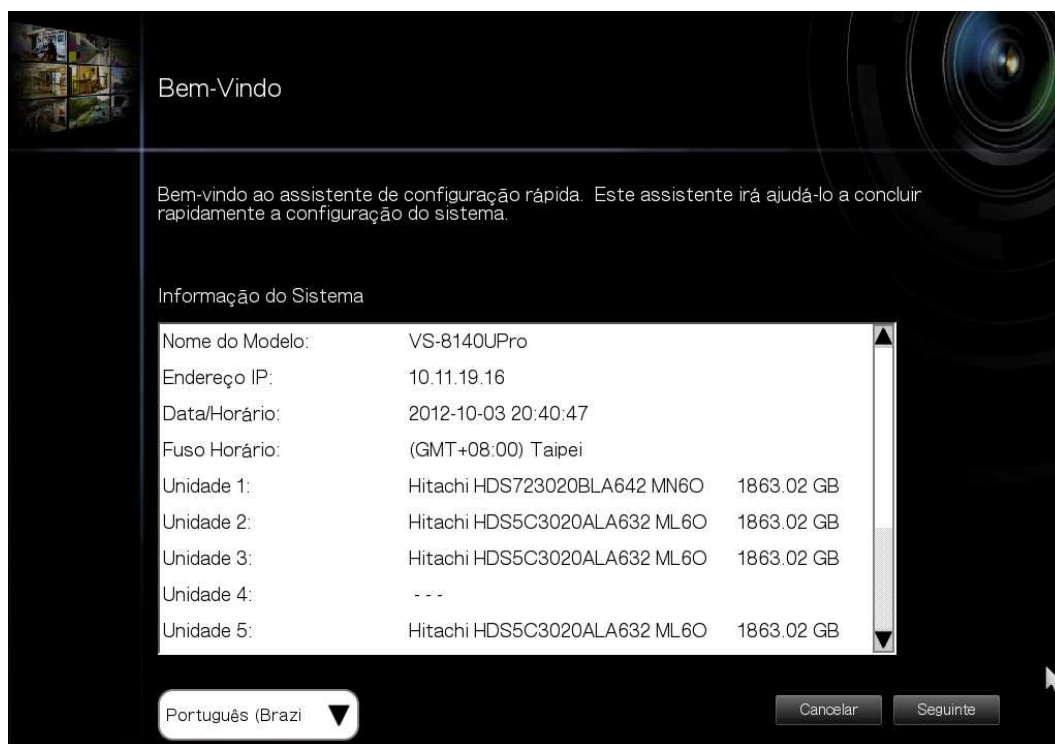 Bem-Vindo
Bem-vindo ao assistente de configuração rápida. Este assistente irá ajudá-lo a concluir
rapidamente a configuração do sistema.
Informação do Sistema
Nome do Modelo: VS-8140UPro
Endereço IP: 10.11.19.16
Data/Horário: 2012-10-03 20:40:47
Fuso Horário: (GMT+08:00) Taipei
Unidade 1: Hitachi HDS723020BLA642 MN6O 1863.02 GB
Unidade 2: Hitachi HDS5C3020ALA632 ML6O 1863.02 GB
Unidade 3: Hitachi HDS5C3020ALA632 ML6O 1863.02 GB
Unidade 4: - - -
Unidade 5: Hitachi HDS5C3020ALA632 ML6O 1863.02 GB
Português (Brazi
Cancelar
Seguinte